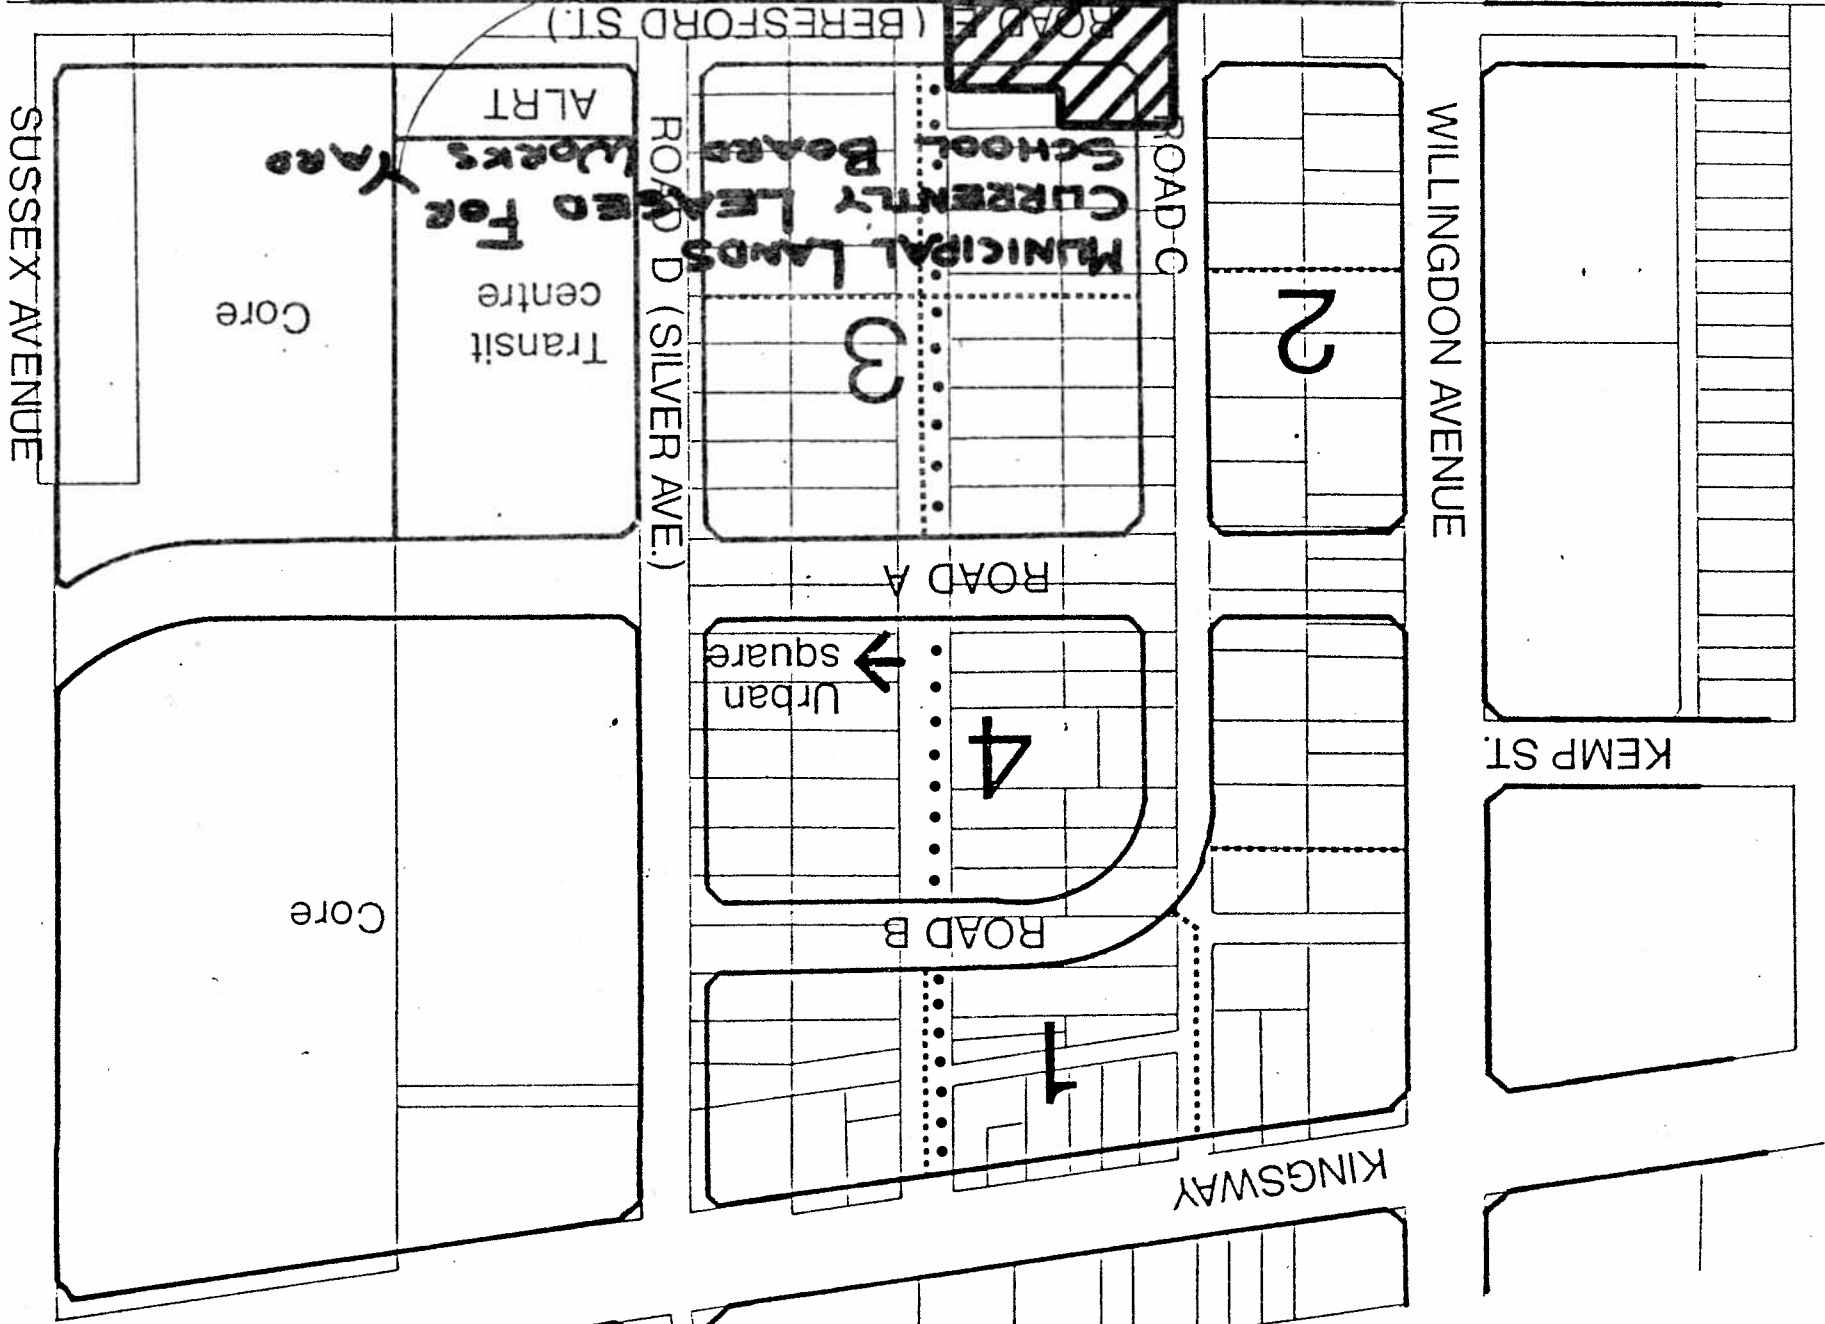 KINGSWAY
1
ROAD B
Core
4
Urban
square
KEMP ST.
ROAD A
WILLINGDON AVENUE
2
3
ROAD C
ROAD D (SILVER AVE.)
Transit
centre
Core
SUSSEX AVENUE
MUNICIPAL LANDS
CURRENTLY LEASED FOR
SCHOOL BOARD WORKS YARD
ALRT
ROAD E (BERESFORD ST.)